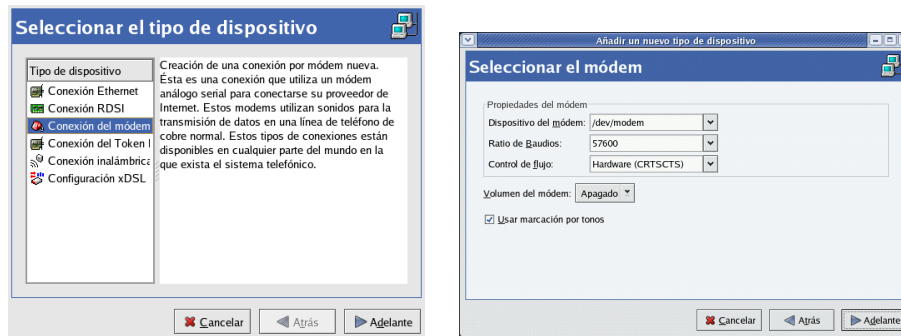 Seleccionar el tipo de dispositivo
Tipo de dispositivo
Conexión Ethernet
Conexión RDSI
Conexión del módem
Conexión del Token
Conexión inalámbrica
Configuración xDSL
Creación de una conexión por módem nueva.
Ésta es una conexión que utiliza un módem
análogo serial para conectarse su proveedor de
Internet. Estos modems utilizan sonidos para la
transmisión de datos en una línea de teléfono de
cobre normal. Estos tipos de conexiones están
disponibles en cualquier parte del mundo en la
que exista el sistema telefónico.
Cancelar
Atrás
Adelante
Añadir un nuevo tipo de dispositivo
Seleccionar el módem
Propiedades del módem
Dispositivo del módem: /dev/modem
Ratio de Baudios: 57600
Control de flujo: Hardware (CRTSCTS)
Volumen del módem: Apagado
Usar marcación por tonos
Cancelar
Atrás
Adelante